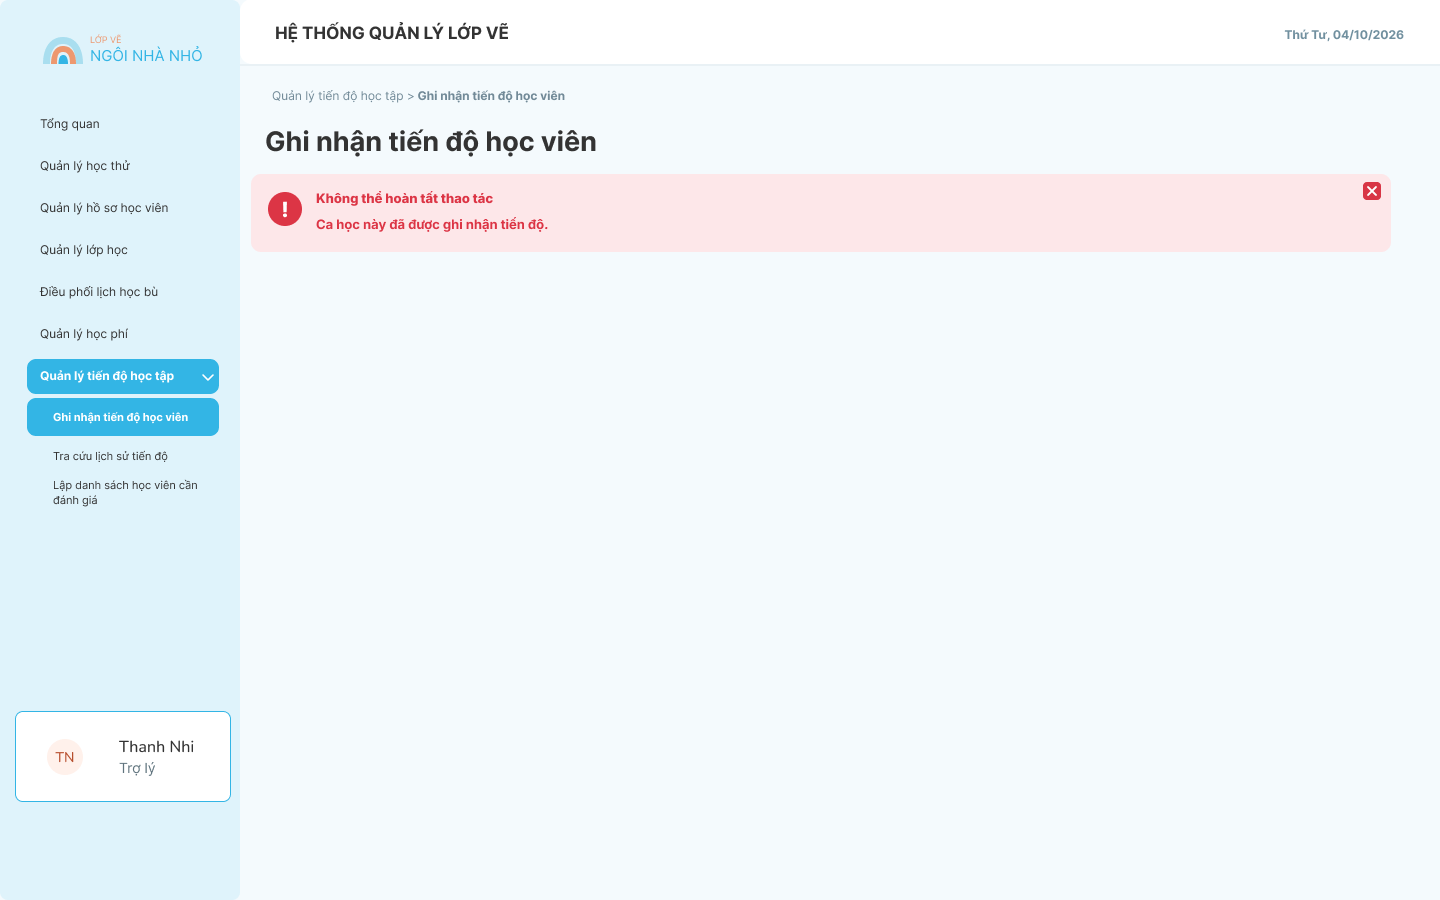 LỚP VẼ
NGÔI NHÀ NHỎ
HỆ THỐNG QUẢN LÝ LỚP VẼ
Thứ Tư, 04/10/2026
Quản lý tiến độ học tập > Ghi nhận tiến độ học viên
Ghi nhận tiến độ học viên
Không thể hoàn tất thao tác
Ca học này đã được ghi nhận tiến độ.
Tổng quan
Quản lý học thử
Quản lý hồ sơ học viên
Quản lý lớp học
Điều phối lịch học bù
Quản lý học phí
Quản lý tiến độ học tập
Ghi nhận tiến độ học viên
Tra cứu lịch sử tiến độ
Lập danh sách học viên cần
đánh giá
TN
Thanh Nhi
Trợ lý